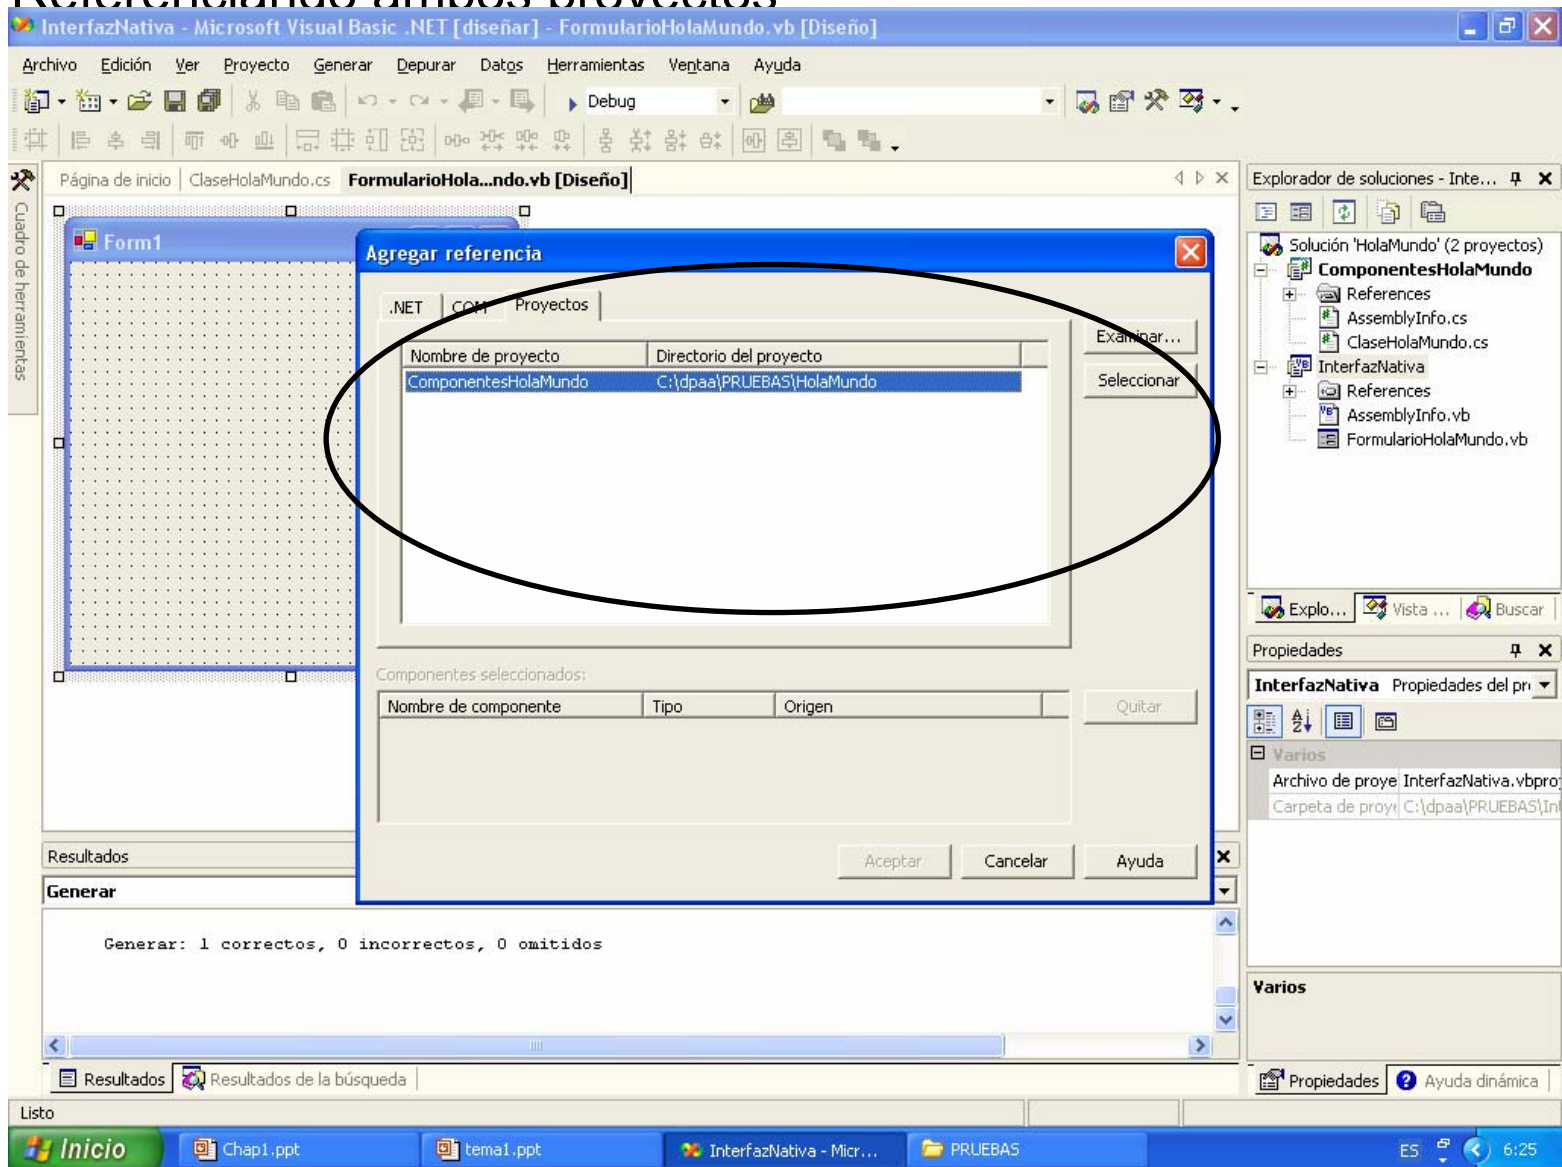 Referenciando ambos proyectos
InterfazNativa - Microsoft Visual Basic .NET [diseñar] - FormularioHolaMundo.vb [Diseño]
Archivo Edición Ver Proyecto Generar Depurar Datos Herramientas Ventana Ayuda
Debug
Página de inicio ClaseHolaMundo.cs FormularioHola...ndo.vb [Diseño]
Cuadro de herramientas
Form1
Agregar referencia
.NET COM Proyectos
Nombre de proyecto Directorio del proyecto
ComponentesHolaMundo C:\dpaa\PRUEBAS\HolaMundo
Examinar...
Seleccionar
Componentes seleccionados:
Nombre de componente Tipo Origen
Quitar
Aceptar Cancelar Ayuda
Explorador de soluciones - Inte...
Solución 'HolaMundo' (2 proyectos)
ComponentesHolaMundo
References
AssemblyInfo.cs
ClaseHolaMundo.cs
InterfazNativa
References
AssemblyInfo.vb
FormularioHolaMundo.vb
Explo... Vista ... Buscar
Propiedades
InterfazNativa Propiedades del pr
Varios
Archivo de proye InterfazNativa.vbproj
Carpeta de proye C:\dpaa\PRUEBAS\Int
Varios
Propiedades Ayuda dinámica
Resultados
Generar
Generar: 1 correctos, 0 incorrectos, 0 omitidos
Resultados Resultados de la búsqueda
Listo
Inicio Chap1.ppt tema1.ppt InterfazNativa - Micr... PRUEBAS ES 6:25